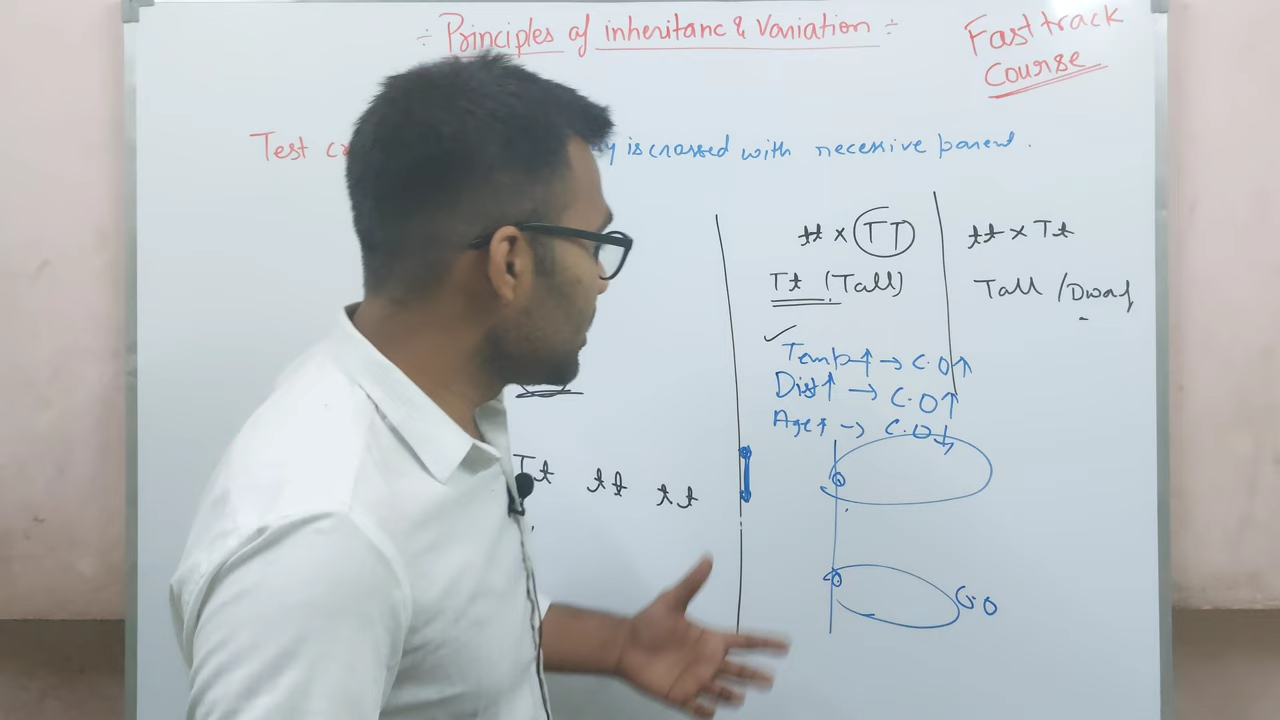 ÷ Principles of inheritanc & Variation ÷
Fast track
Course
Test
is crossed with recessive parent.
tt x TT
Tt (Tall)
tt x Tt
Tall / Dwarf
Temp↑ → C.O↑
Dist↑ → C.O↑
Age↑ → C.O↓
Tt tt tt
C.O